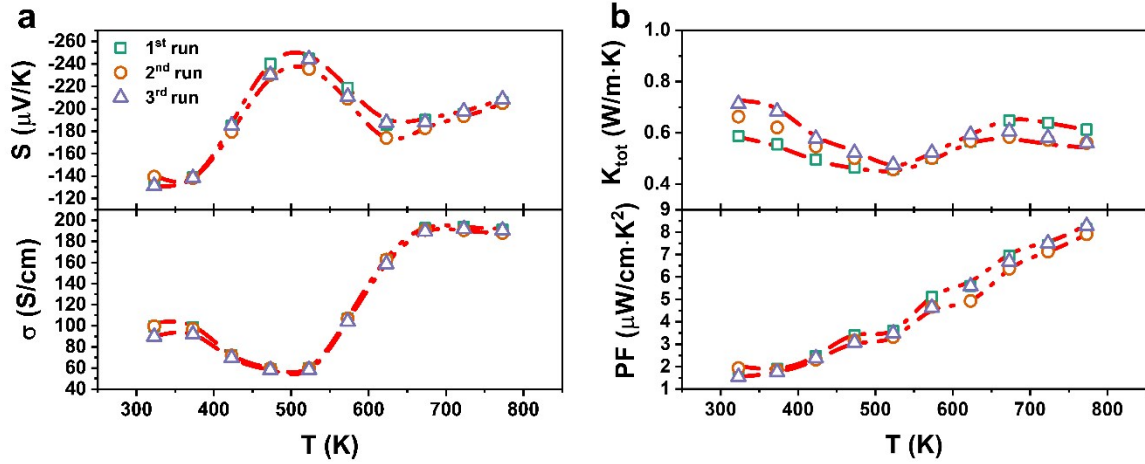 a
S (μV/K)
-260
-240
-220
-200
-180
-160
-140
-120
1st run
2nd run
3rd run
σ (S/cm)
200
180
160
140
120
100
80
60
40
300 400 500 600 700 800
T (K)
b
Ktot (W/m·K)
1.0
0.8
0.6
0.4
PF (μW/cm·K²)
9
8
7
6
5
4
3
2
1
300 400 500 600 700 800
T (K)